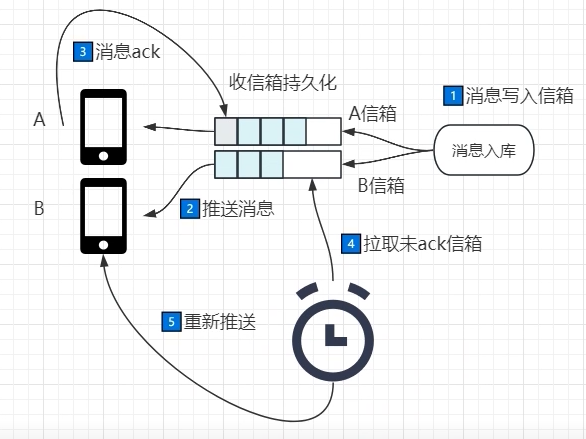 3 消息ack
收信箱持久化
1 消息写入信箱
A
A信箱
消息入库
B信箱
B
2 推送消息
4 拉取未ack信箱
5 重新推送